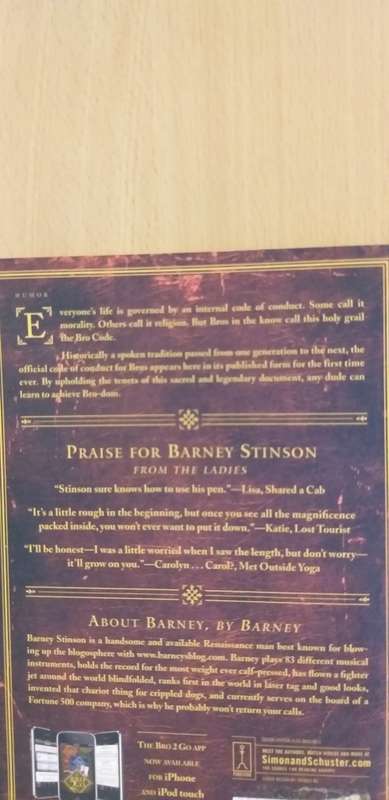 HUMOR
Everyone's life is governed by an internal code of conduct. Some call it
morality. Others call it religion. But Bros in the know call this holy grail
the Bro Code.
Historically a spoken tradition passed from one generation to the next, the
official code of conduct for Bros appears here in its published form for the first time
ever. By upholding the tenets of this sacred and legendary document, any dude can
learn to achieve Bro-dom.
PRAISE FOR BARNEY STINSON
FROM THE LADIES
"Stinson sure knows how to use his pen."—Lisa, Shared a Cab
"It's a little rough in the beginning, but once you see all the magnificence
packed inside, you won't ever want to put it down."—Katie, Lost Tourist
"I'll be honest—I was a little worried when I saw the length, but don't worry—
it'll grow on you."—Carolyn... Carol?, Met Outside Yoga
ABOUT BARNEY, BY BARNEY
Barney Stinson is a handsome and available Renaissance man best known for blow-
ing up the blogosphere with www.barneysblog.com. Barney plays 83 different musical
instruments, holds the record for the most weight ever calf-pressed, has flown a fighter
jet around the world blindfolded, ranks first in the world in laser tag and good looks,
invented that chariot thing for crippled dogs, and currently serves on the board of a
Fortune 500 company, which is why he probably won't return your calls.
THE BRO 2 GO APP
NOW AVAILABLE
FOR iPhone
AND iPod touch
MEET THE AUTHORS, WATCH VIDEOS AND MORE AT
SimonandSchuster.com